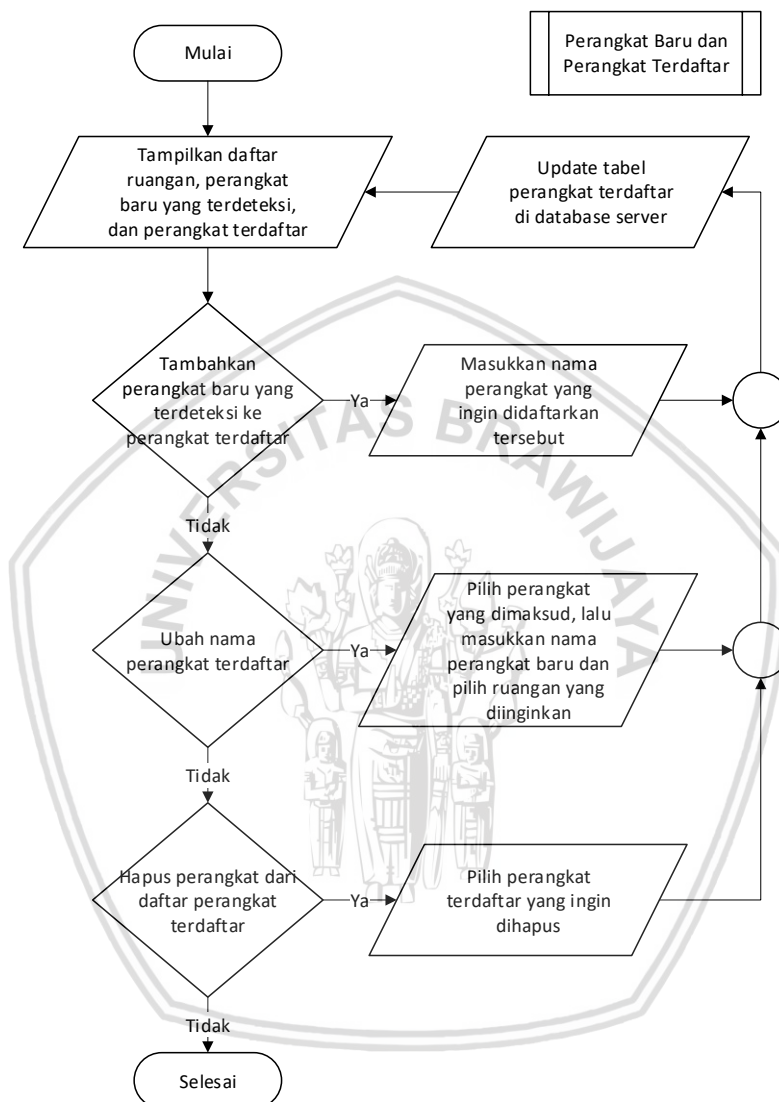 Mulai
Perangkat Baru dan
Perangkat Terdaftar
Tampilkan daftar
ruangan, perangkat
baru yang terdeteksi,
dan perangkat terdaftar
Update tabel
perangkat terdaftar
di database server
Tambahkan
perangkat baru yang
terdeteksi ke
perangkat terdaftar
Ya
Masukkan nama
perangkat yang
ingin didaftarkan
tersebut
Tidak
UNIVERSITAS BRAWIJAYA
Ubah nama
perangkat terdaftar
Ya
Pilih perangkat
yang dimaksud, lalu
masukkan nama
perangkat baru dan
pilih ruangan yang
diinginkan
Tidak
Hapus perangkat dari
daftar perangkat
terdaftar
Ya
Pilih perangkat
terdaftar yang ingin
dihapus
Tidak
Selesai